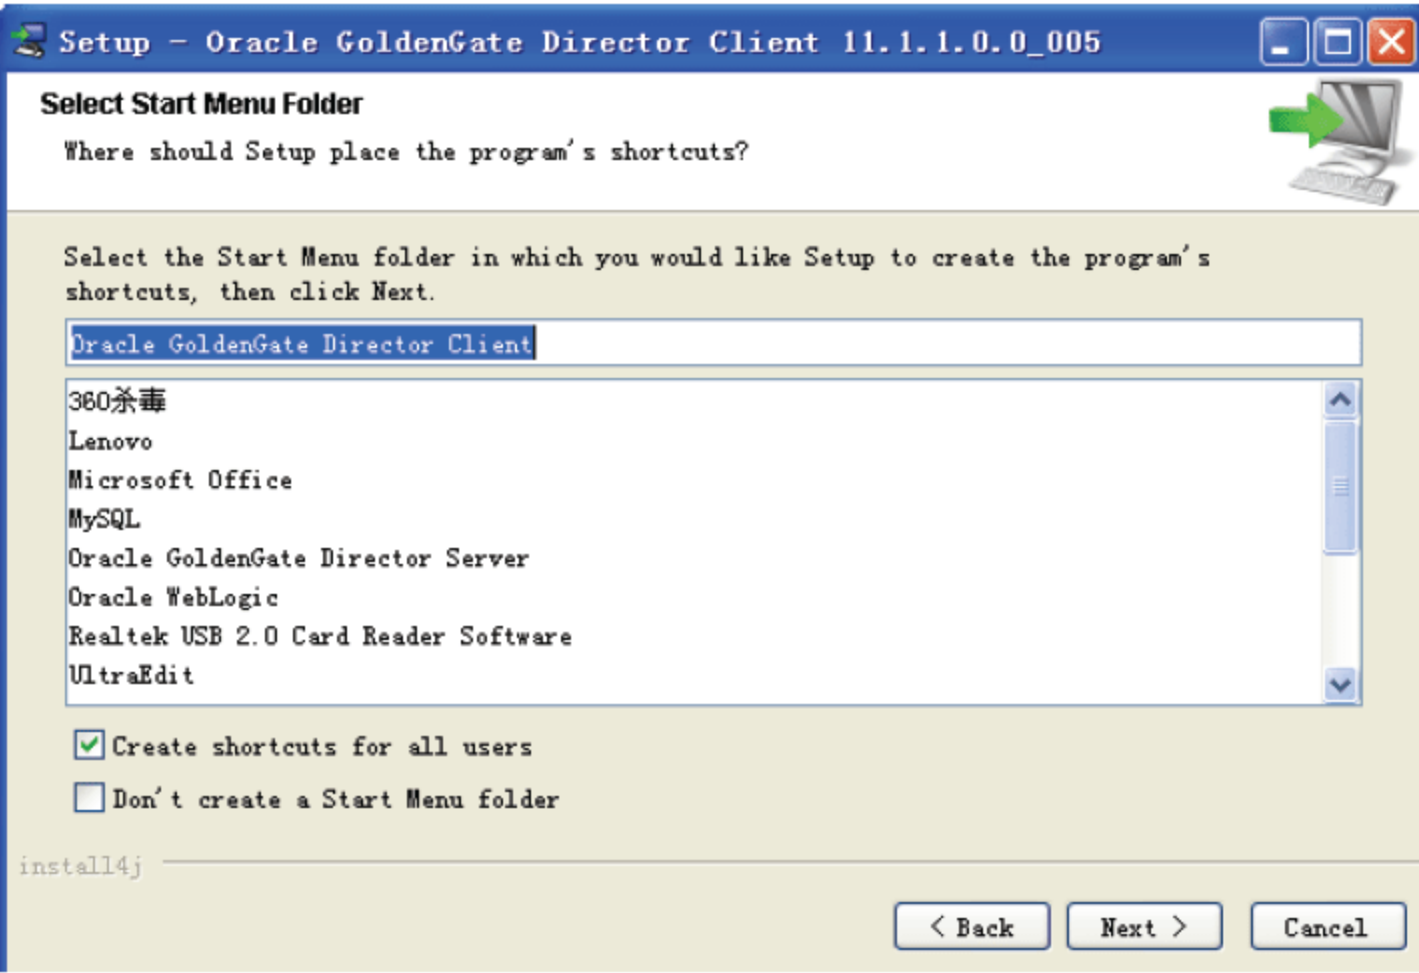 Setup - Oracle GoldenGate Director Client 11.1.1.0.0_005
Select Start Menu Folder
Where should Setup place the program's shortcuts?
Select the Start Menu folder in which you would like Setup to create the program's
shortcuts, then click Next.
Oracle GoldenGate Director Client
360杀毒
Lenovo
Microsoft Office
MySQL
Oracle GoldenGate Director Server
Oracle WebLogic
Realtek USB 2.0 Card Reader Software
UltraEdit
Create shortcuts for all users
Don't create a Start Menu folder
install4j
< Back
Next >
Cancel